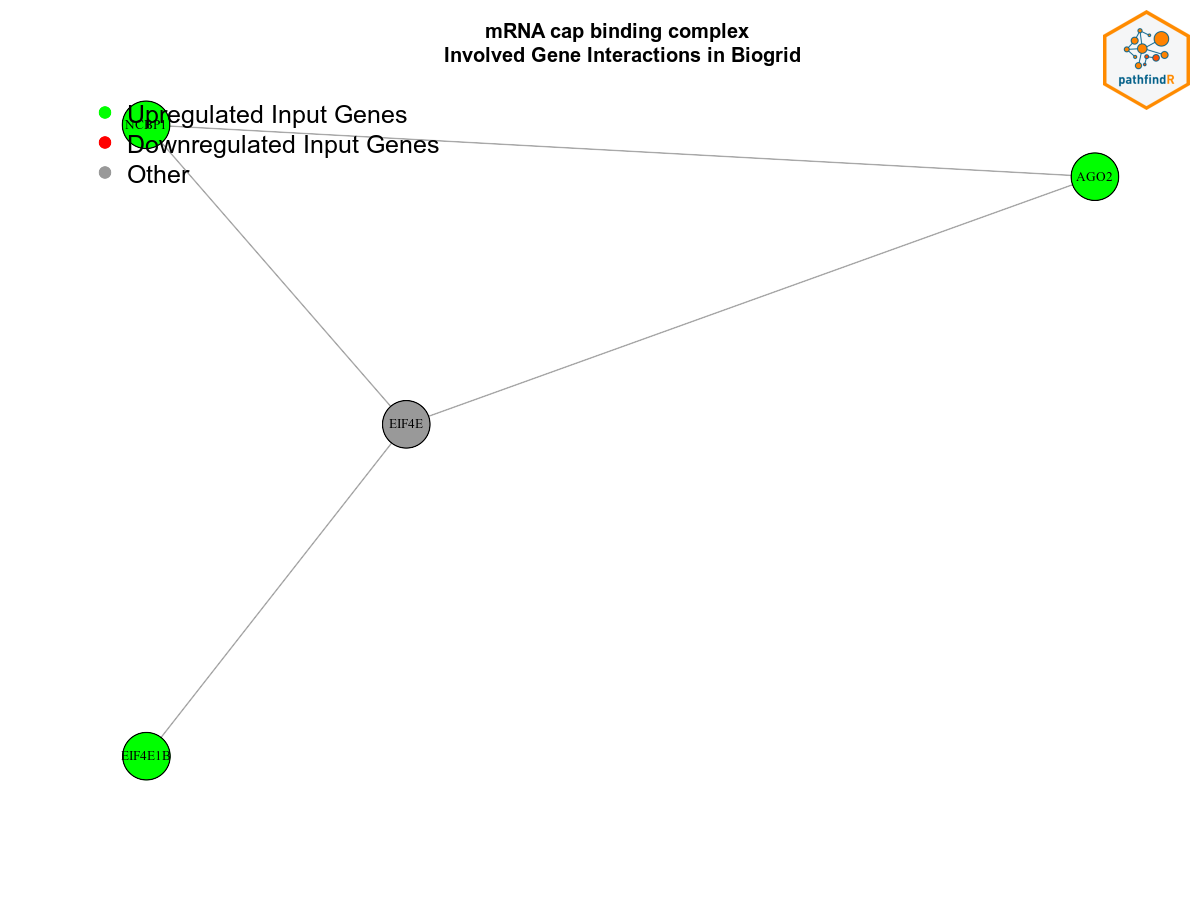 mRNA cap binding complex
Involved Gene Interactions in Biogrid
pathfindR
Upregulated Input Genes
NCBP1
Downregulated Input Genes
Other
AGO2
EIF4E
EIF4E1B